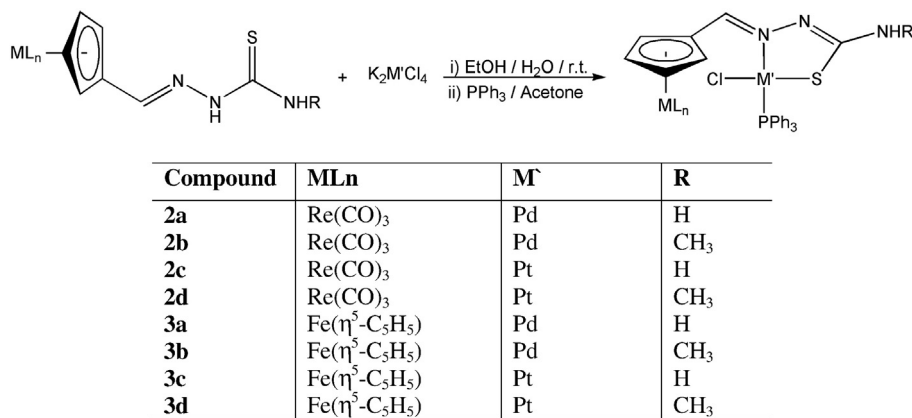 ML_n
S
N
N
H
NHR
+ K₂M'Cl₄
i) EtOH / H₂O / r.t.
ii) PPh₃ / Acetone
N
N
NHR
Cl
M'
S
ML_n
PPh₃
Compound MLn M` R
2a Re(CO)₃ Pd H
2b Re(CO)₃ Pd CH₃
2c Re(CO)₃ Pt H
2d Re(CO)₃ Pt CH₃
3a Fe(η⁵-C₅H₅) Pd H
3b Fe(η⁵-C₅H₅) Pd CH₃
3c Fe(η⁵-C₅H₅) Pt H
3d Fe(η⁵-C₅H₅) Pt CH₃